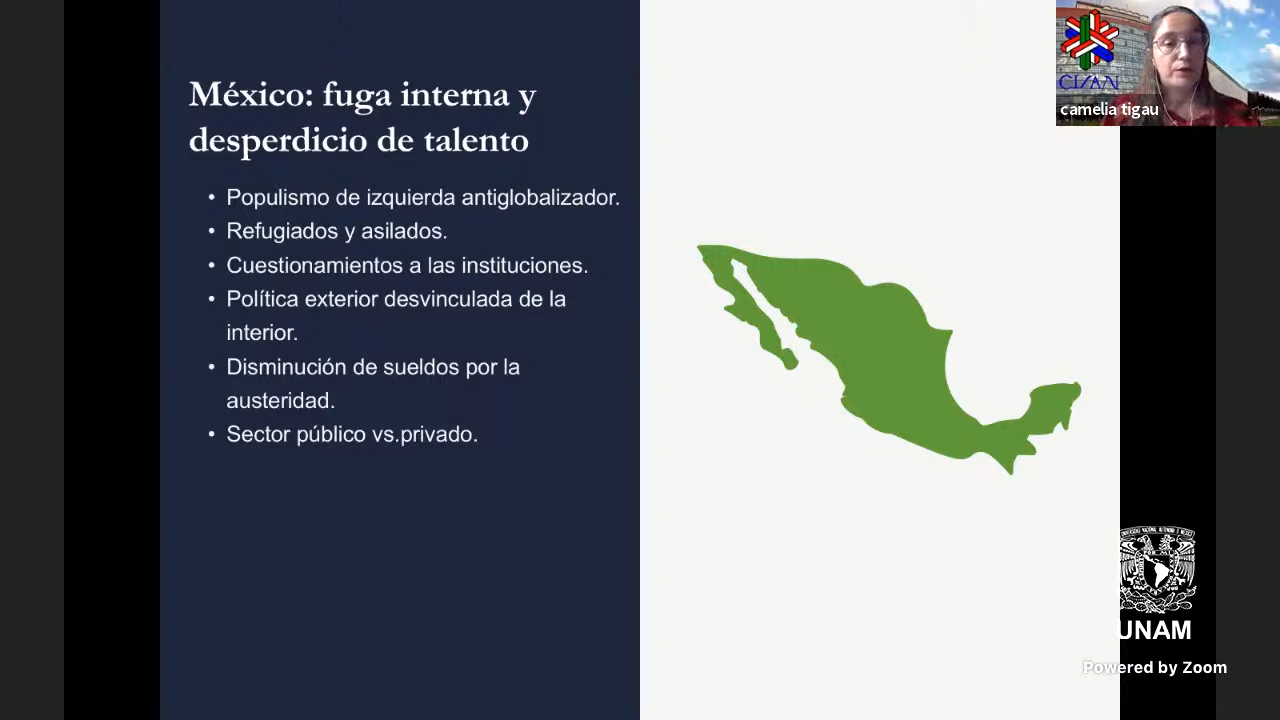 México: fuga interna y
desperdicio de talento
• Populismo de izquierda antiglobalizador.
• Refugiados y asilados.
• Cuestionamientos a las instituciones.
• Política exterior desvinculada de la
interior.
• Disminución de sueldos por la
austeridad.
• Sector público vs.privado.
CISAN
camelia tigau
UNAM
Powered by Zoom